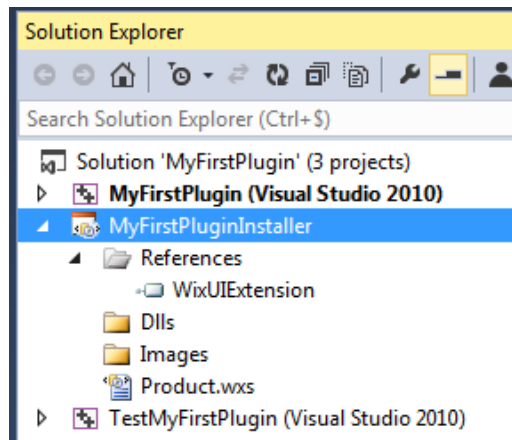 Solution Explorer
Search Solution Explorer (Ctrl+$)
Solution 'MyFirstPlugin' (3 projects)
MyFirstPlugin (Visual Studio 2010)
MyFirstPluginInstaller
References
WixUIExtension
Dlls
Images
Product.wxs
TestMyFirstPlugin (Visual Studio 2010)